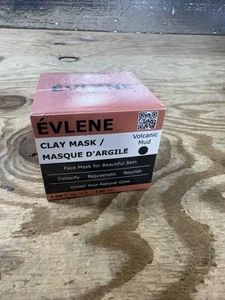 ÉVLENE
ÉVLENE
CLAY MASK /
MASQUE D'ARGILE
Volcanic
Mud
Face Mask for Beautiful Skin
Detoxify Rejuvenate Nourish
Unveil Your Natural Glow